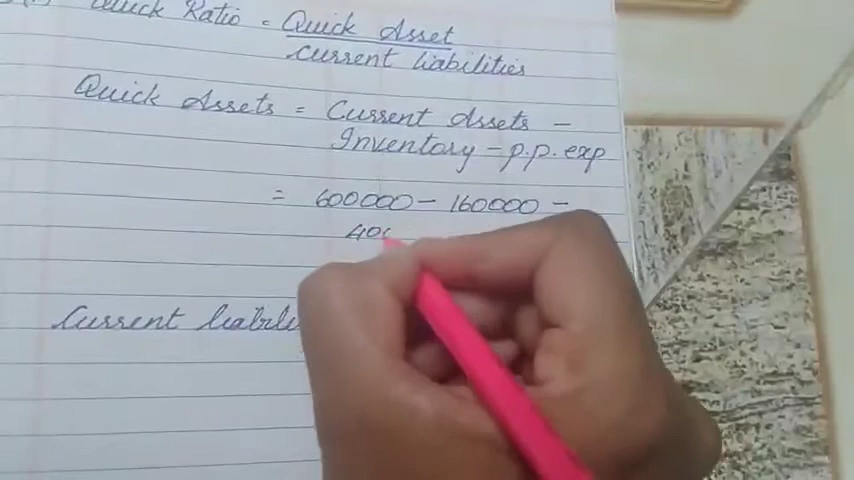 Quick Ratio = Quick Asset
Current liabilities
Quick Assets = Current Assets -
Inventory - p.p. exp
= 600000 - 160000 -
Current